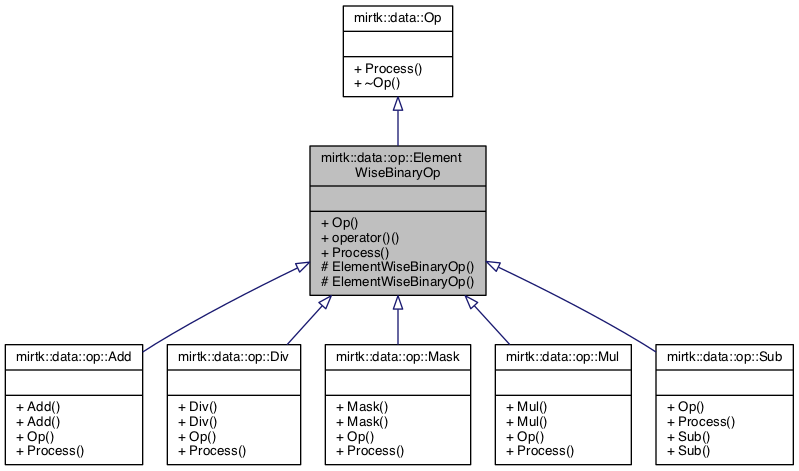 mirtk::data::Op
+ Process()
+ ~Op()
mirtk::data::op::Element
WiseBinaryOp
+ Op()
+ operator()()
+ Process()
# ElementWiseBinaryOp()
# ElementWiseBinaryOp()
mirtk::data::op::Add
+ Add()
+ Add()
+ Op()
+ Process()
mirtk::data::op::Div
+ Div()
+ Div()
+ Op()
+ Process()
mirtk::data::op::Mask
+ Mask()
+ Mask()
+ Op()
+ Process()
mirtk::data::op::Mul
+ Mul()
+ Mul()
+ Op()
+ Process()
mirtk::data::op::Sub
+ Op()
+ Process()
+ Sub()
+ Sub()